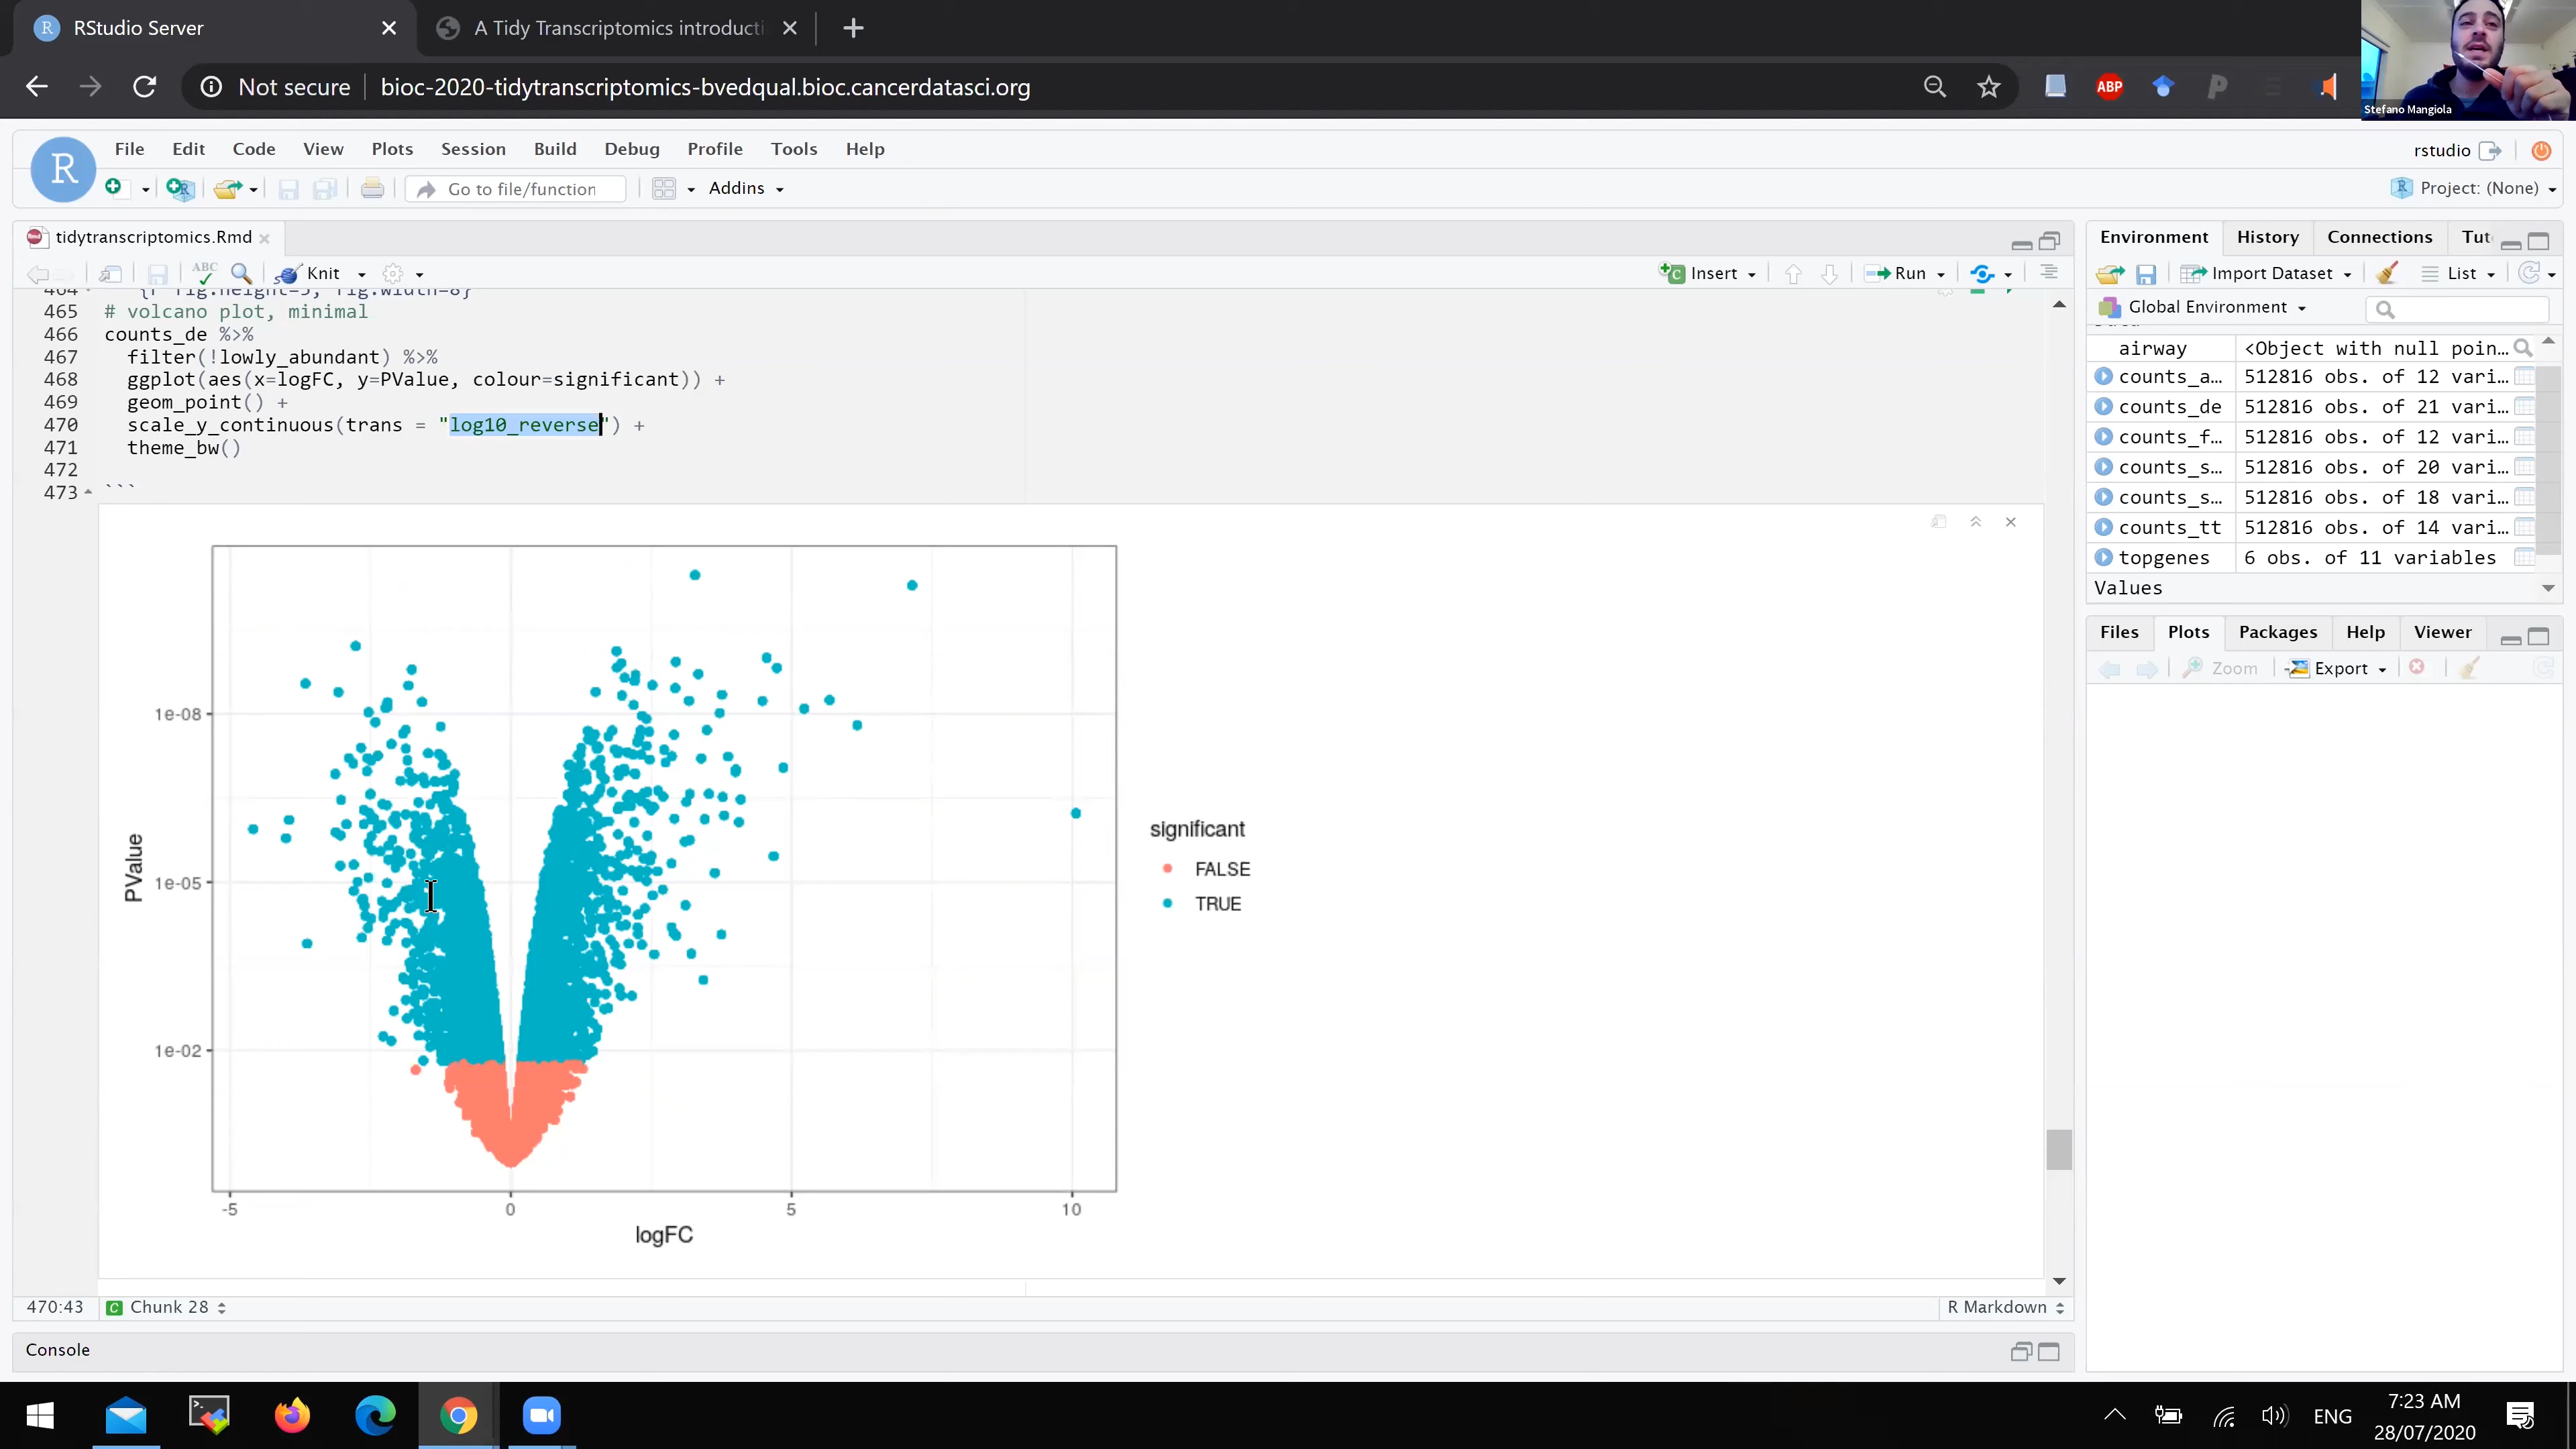 RStudio Server
A Tidy Transcriptomics introducti
Not secure
bioc-2020-tidytranscriptomics-bvedqual.bioc.cancerdatasci.org
ABP
Stefano Mangiola
R File Edit Code View Plots Session Build Debug Profile Tools Help
rstudio
Go to file/function
Addins
Project: (None)
tidytranscriptomics.Rmd
ABC
Knit
Insert
Run
465 # volcano plot, minimal
466 counts_de %>%
467 filter(!lowly_abundant) %>%
468 ggplot(aes(x=logFC, y=PValue, colour=significant)) +
469 geom_point() +
470 scale_y_continuous(trans = "log10_reverse") +
471 theme_bw()
472
473 ```
1e-08
1e-05
1e-02
PValue
-5 0 5 10
logFC
significant
FALSE
TRUE
470:43
Chunk 28
R Markdown
Console
Environment History Connections Tut
Import Dataset
List
Global Environment
airway <Object with null poin…
counts_a… 512816 obs. of 12 vari…
counts_de 512816 obs. of 21 vari…
counts_f… 512816 obs. of 12 vari…
counts_s… 512816 obs. of 20 vari…
counts_s… 512816 obs. of 18 vari…
counts_tt 512816 obs. of 14 vari…
topgenes 6 obs. of 11 variables
Values
Files Plots Packages Help Viewer
Zoom
Export
ENG
7:23 AM
28/07/2020